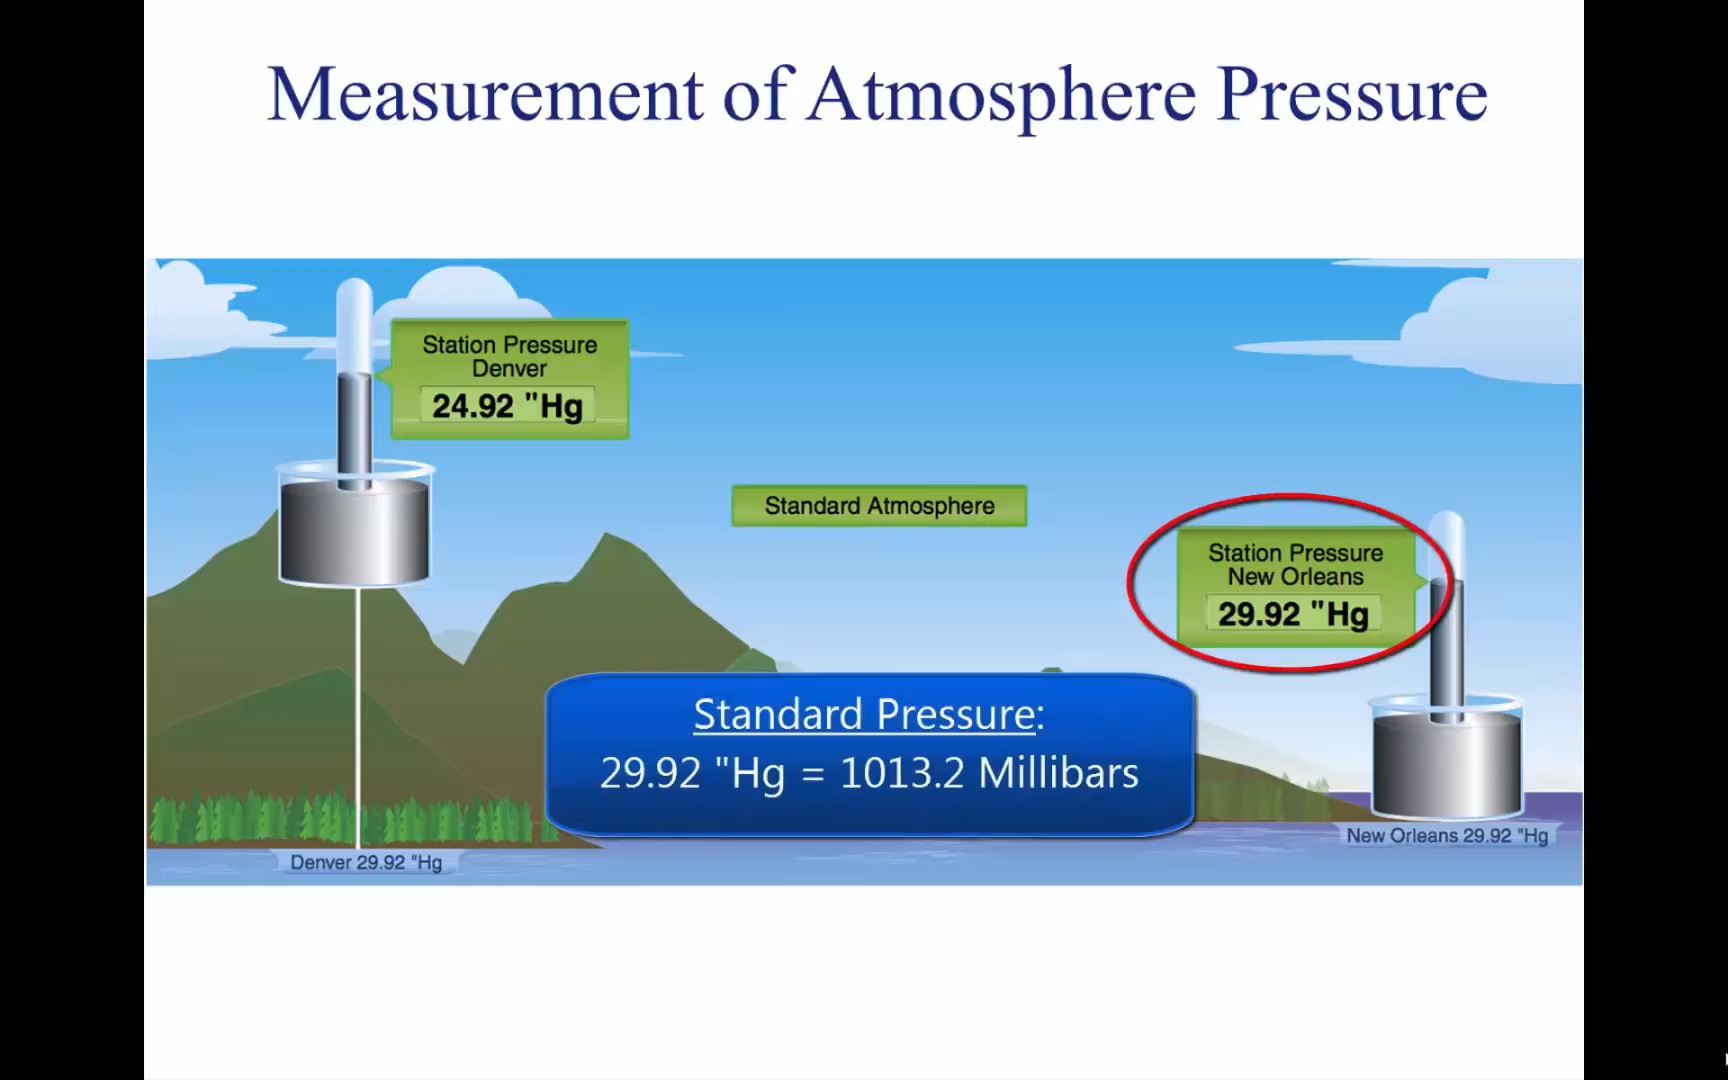 Measurement of Atmosphere Pressure
Station Pressure
Denver
24.92 "Hg
Standard Atmosphere
Station Pressure
New Orleans
29.92 "Hg
Standard Pressure:
29.92 "Hg = 1013.2 Millibars
New Orleans 29.92 "Hg
Denver 29.92 "Hg